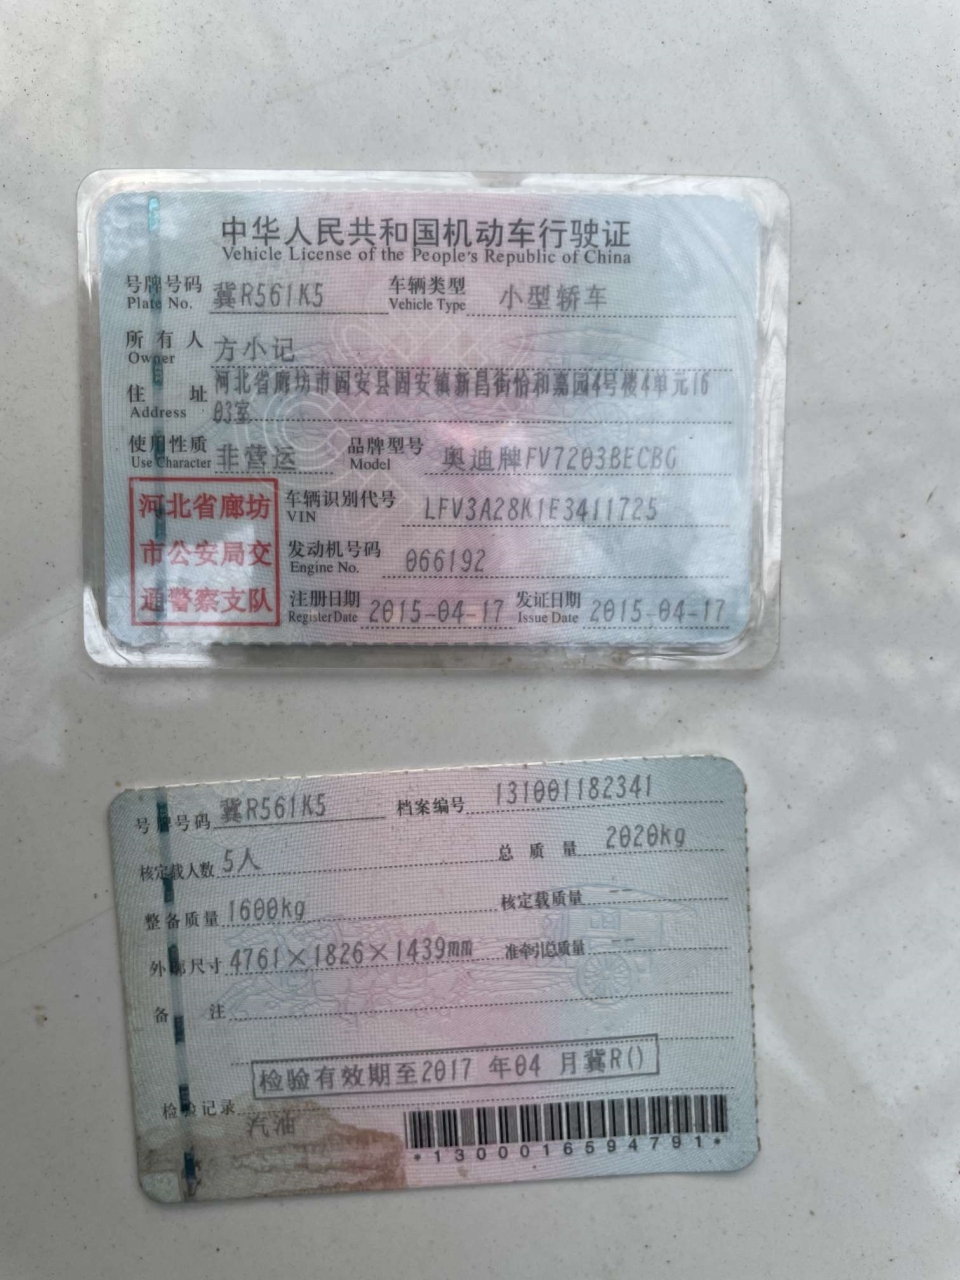 中华人民共和国机动车行驶证
Vehicle License of the People's Republic of China
号牌号码 冀R561K5 车辆类型 小型轿车
Plate No. Vehicle Type
所有人 方小记
Owner
住址 河北省廊坊市固安县固安镇新昌街怡和嘉园4号楼4单元16
Address 03室
使用性质 非营运 品牌型号 奥迪牌FV7203BECBG
Use Character Model
河北省廊坊 车辆识别代号 LFV3A28K1E3411725
VIN
市公安局交 发动机号码 066192
Engine No.
通警察支队 注册日期 2015-04-17 发证日期 2015-04-17
Register Date Issue Date
号牌号码 冀R561K5 档案编号 131001182341
核定载人数 5人 总质量 2020kg
整备质量 1600kg 核定载质量 --
外部尺寸 4761×1826×1439mm 准牵引总质量 --
备注
检验有效期至2017 年04 月冀R()
检验记录
汽油
*1300016594791*